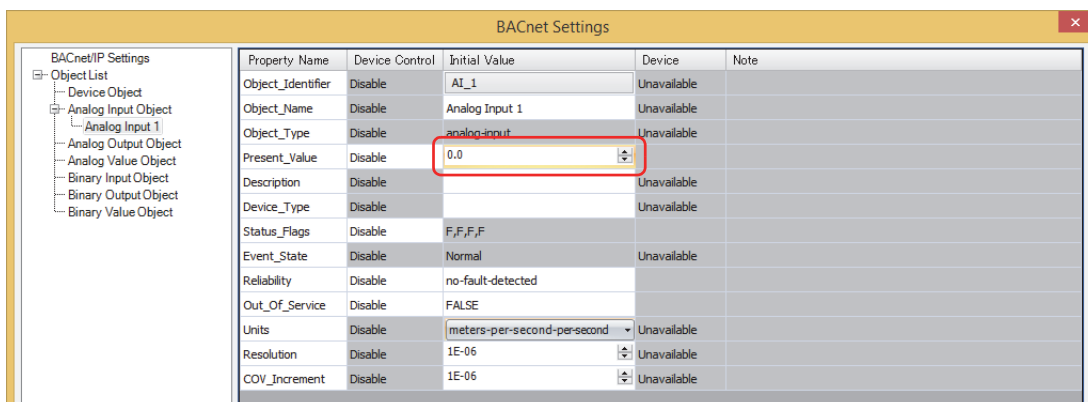 BACnet Settings
×
BACnet/IP Settings
Object List
Device Object
Analog Input Object
Analog Input 1
Analog Output Object
Analog Value Object
Binary Input Object
Binary Output Object
Binary Value Object
Property Name Device Control Initial Value Device Note
Object_Identifier Disable AI_1 Unavailable
Object_Name Disable Analog Input 1 Unavailable
Object_Type Disable analog-input Unavailable
Present_Value Disable 0.0
Description Disable Unavailable
Device_Type Disable Unavailable
Status_Flags Disable F,F,F,F
Event_State Disable Normal Unavailable
Reliability Disable no-fault-detected
Out_Of_Service Disable FALSE
Units Disable meters-per-second-per-second Unavailable
Resolution Disable 1E-06 Unavailable
COV_Increment Disable 1E-06 Unavailable